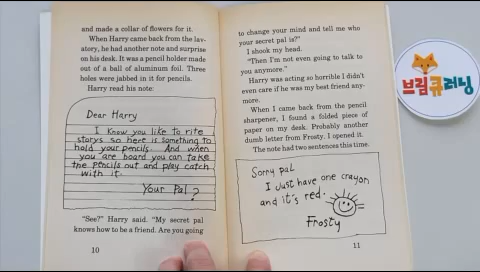 and made a collar of flowers for it.
When Harry came back from the lav-
atory, he had another note and surprise
on his desk. It was a pencil holder made
out of a ball of aluminum foil. Three
holes were jabbed in it for pencils.
Harry read his note:
Dear Harry
I know you like to rite
storys so here is something to
hold your pencils. And when
you are board you can take
the pencils out and play catch
with it.
Your Pal ?
"See?" Harry said. "My secret pal
knows how to be a friend. Are you going
10
to change your mind and tell me who
your secret pal is?"
I shook my head.
"Then I'm not even going to talk
to you anymore."
Harry was acting so horrible I didn't
even care if he was my best friend any-
more.
When I came back from the pencil
sharpener, I found a folded piece of
paper on my desk. Probably another
dumb letter from Frosty. I opened it.
The note had two sentences this time.
Sorry pal
I Just have one crayon
and it's red.
Frosty
11
브릭큐러닝